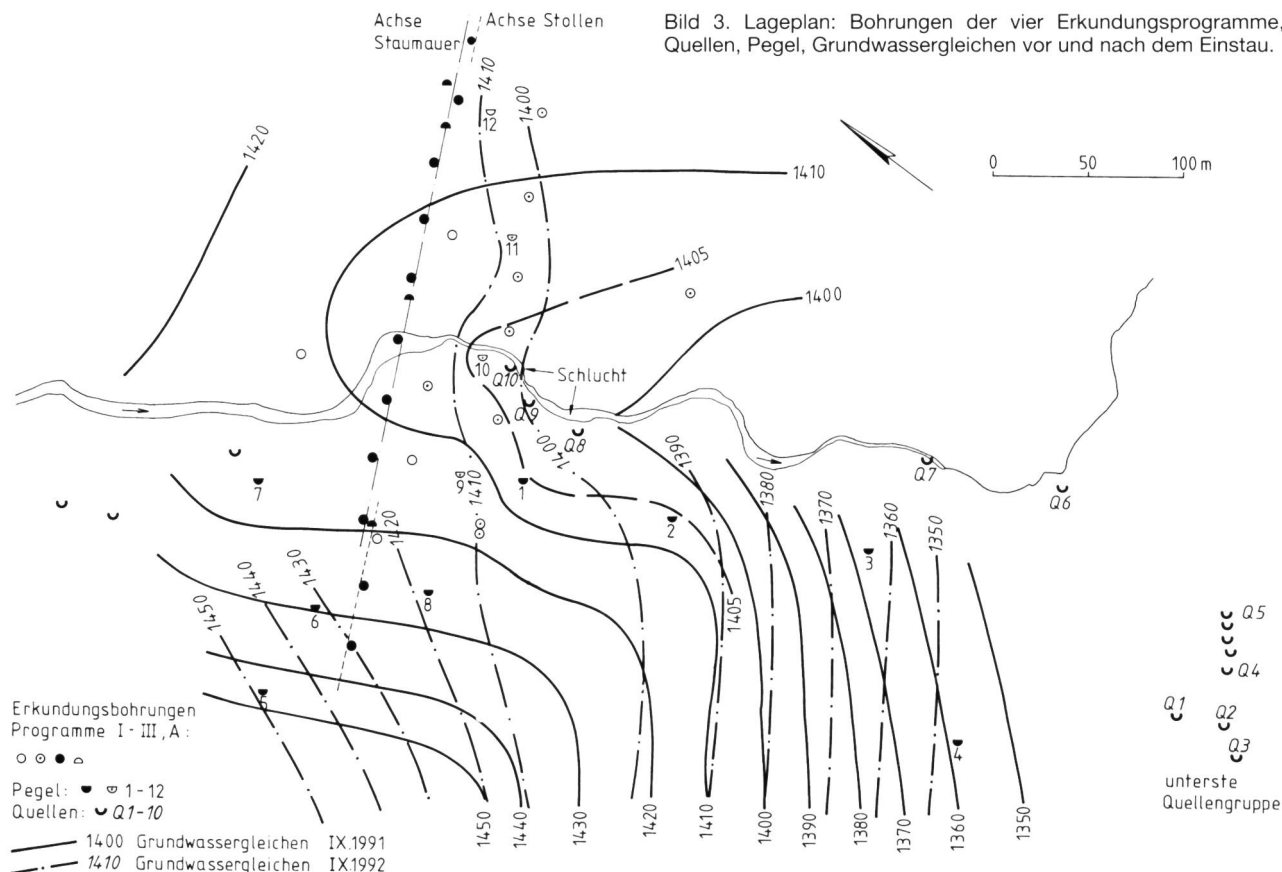 Bild 3. Lageplan: Bohrungen der vier Erkundungsprogramme,
Quellen, Pegel, Grundwassergleichen vor und nach dem Einstau.
Achse
Staumauer
Achse Stollen
1410
1400
12
1420
0 50 100 m
1410
11
1405
1400
10
Q10
Schlucht
Q9
Q8
1400
1390
1380
1370
1360
1350
Q7
Q6
7
9
1410
1
2
3
1420
1430
1440
1450
6
8
1405
5
4
Q5
Q4
Q1
Q2
Q3
unterste
Quellengruppe
1450
1440
1430
1420
1410
1400
1390
1380
1370
1360
1350
Erkundungsbohrungen
Programme I - III, A:
Pegel: 1-12
Quellen: Q1-10
1400 Grundwassergleichen IX.1991
1410 Grundwassergleichen IX.1992